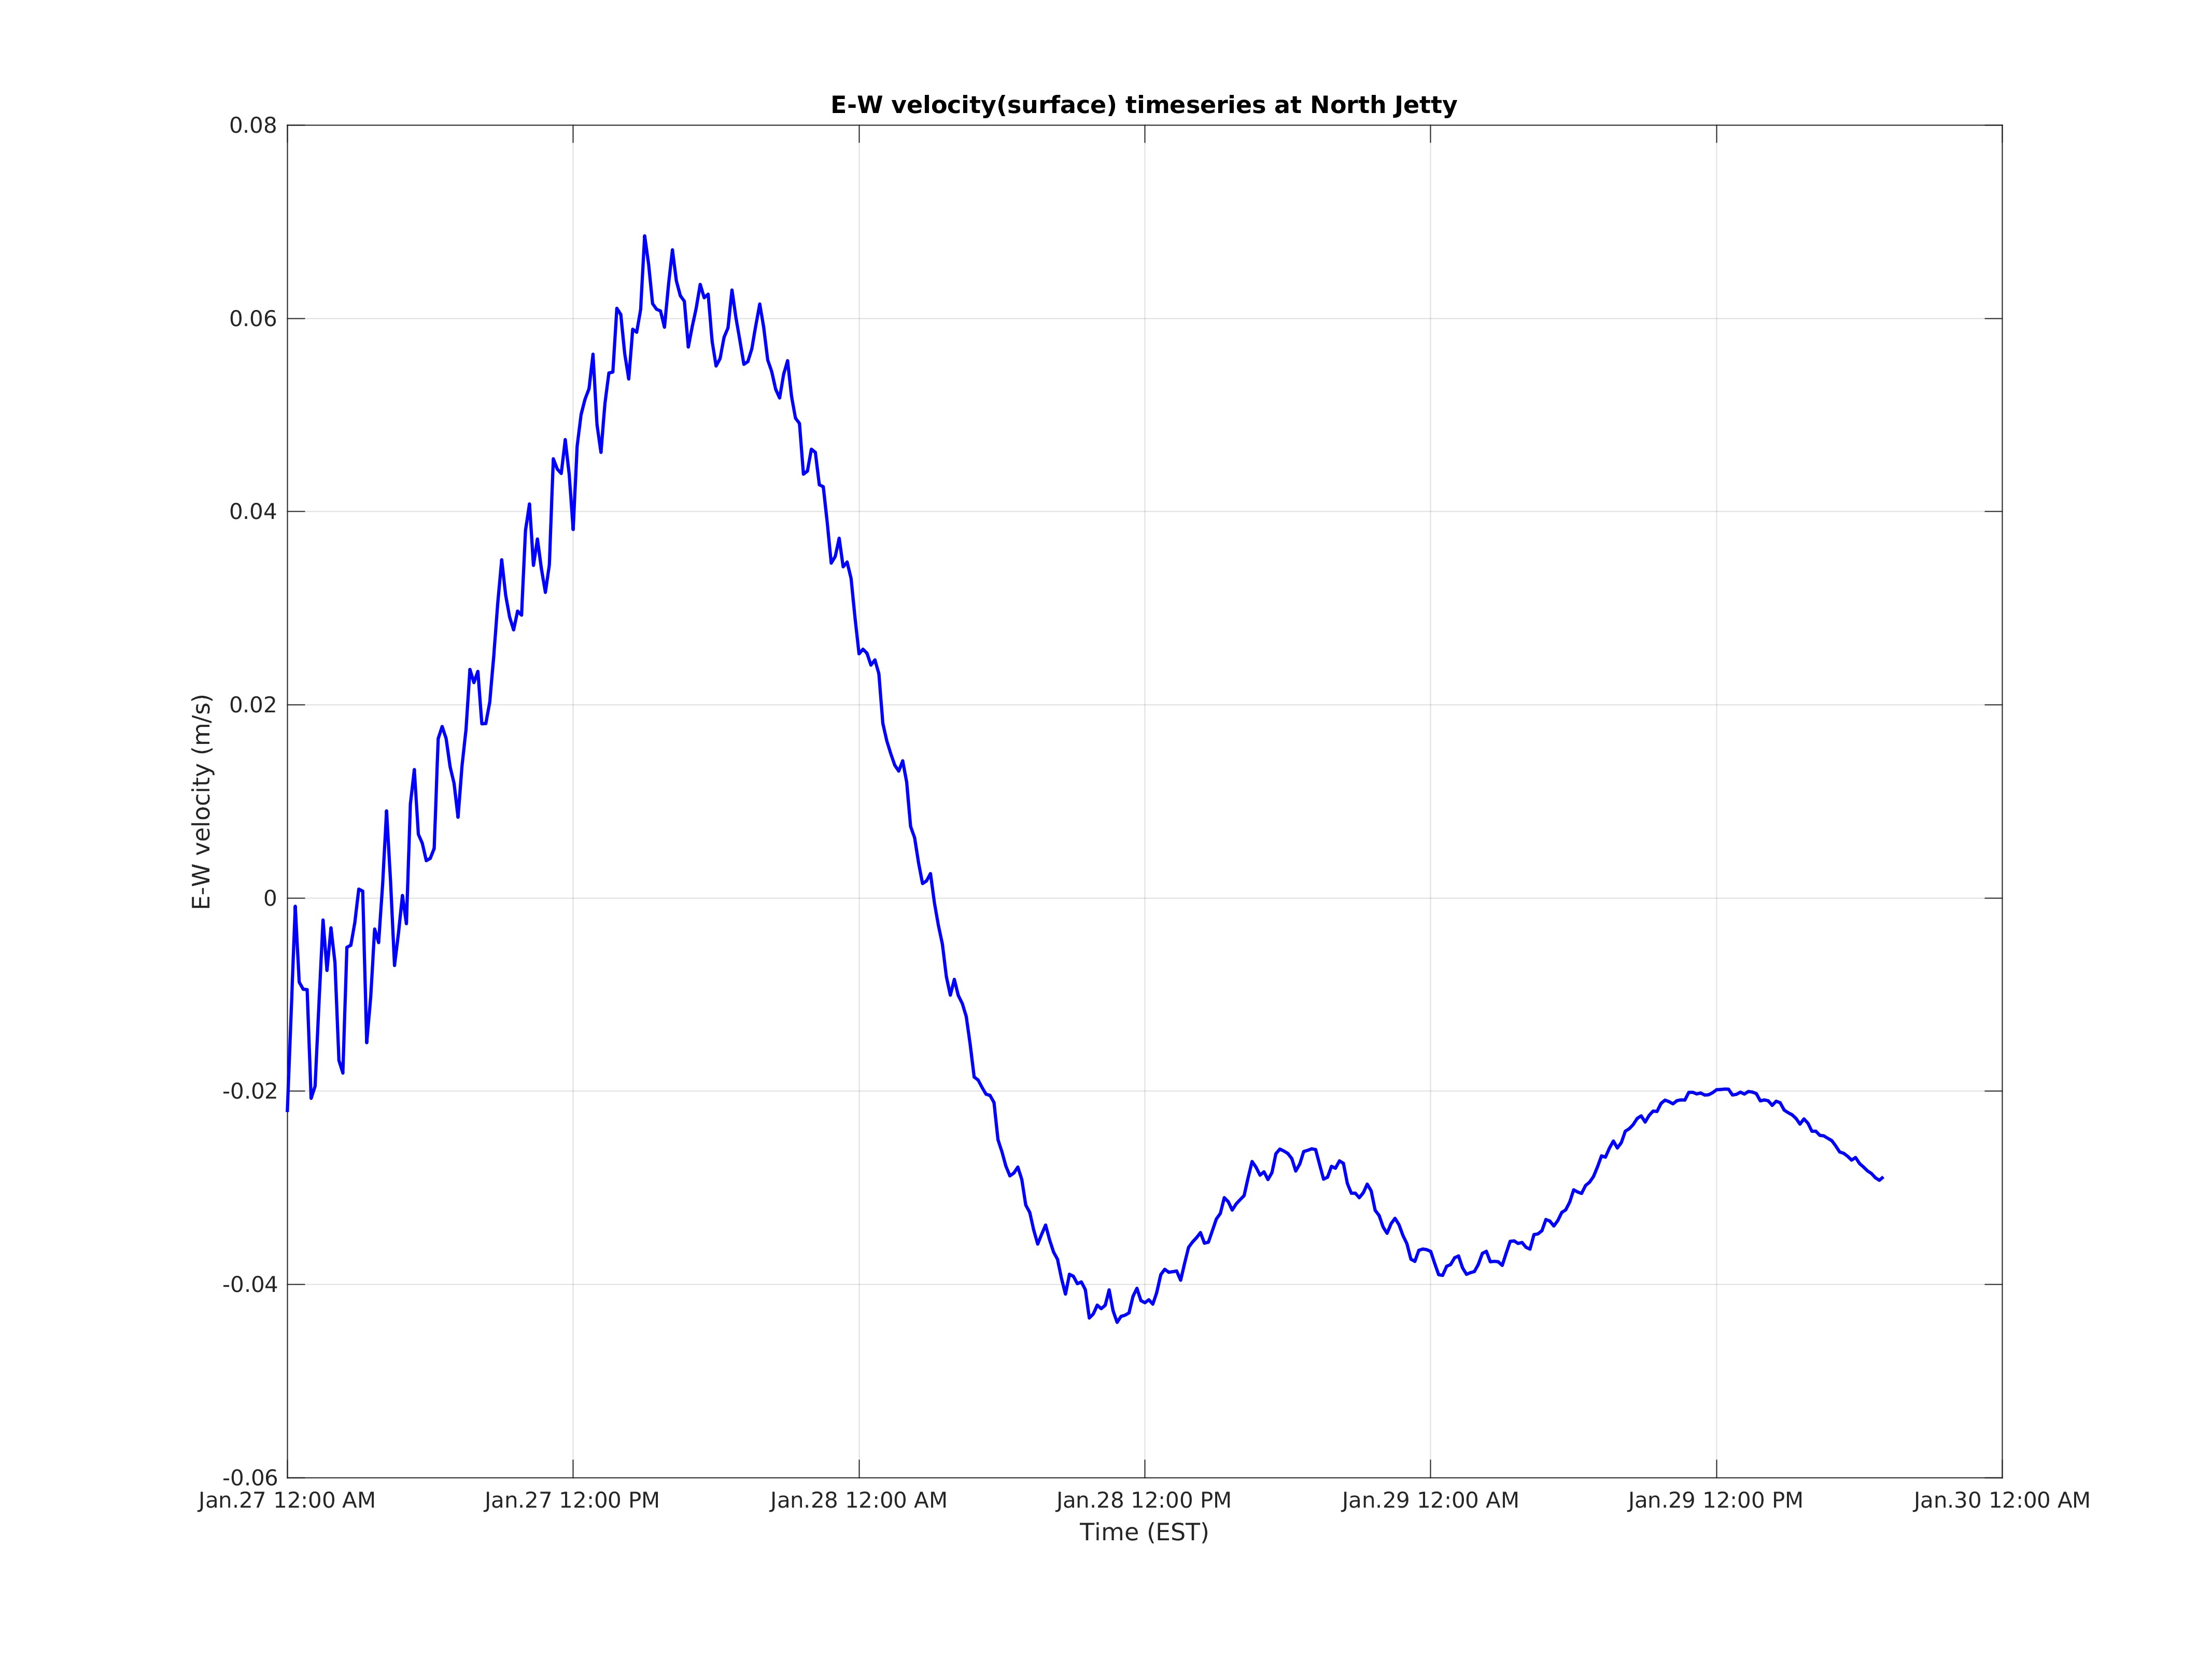 E-W velocity(surface) timeseries at North Jetty
0.08
0.06
0.04
0.02
0
-0.02
-0.04
-0.06
E-W velocity (m/s)
Jan.27 12:00 AM
Jan.27 12:00 PM
Jan.28 12:00 AM
Jan.28 12:00 PM
Jan.29 12:00 AM
Jan.29 12:00 PM
Jan.30 12:00 AM
Time (EST)